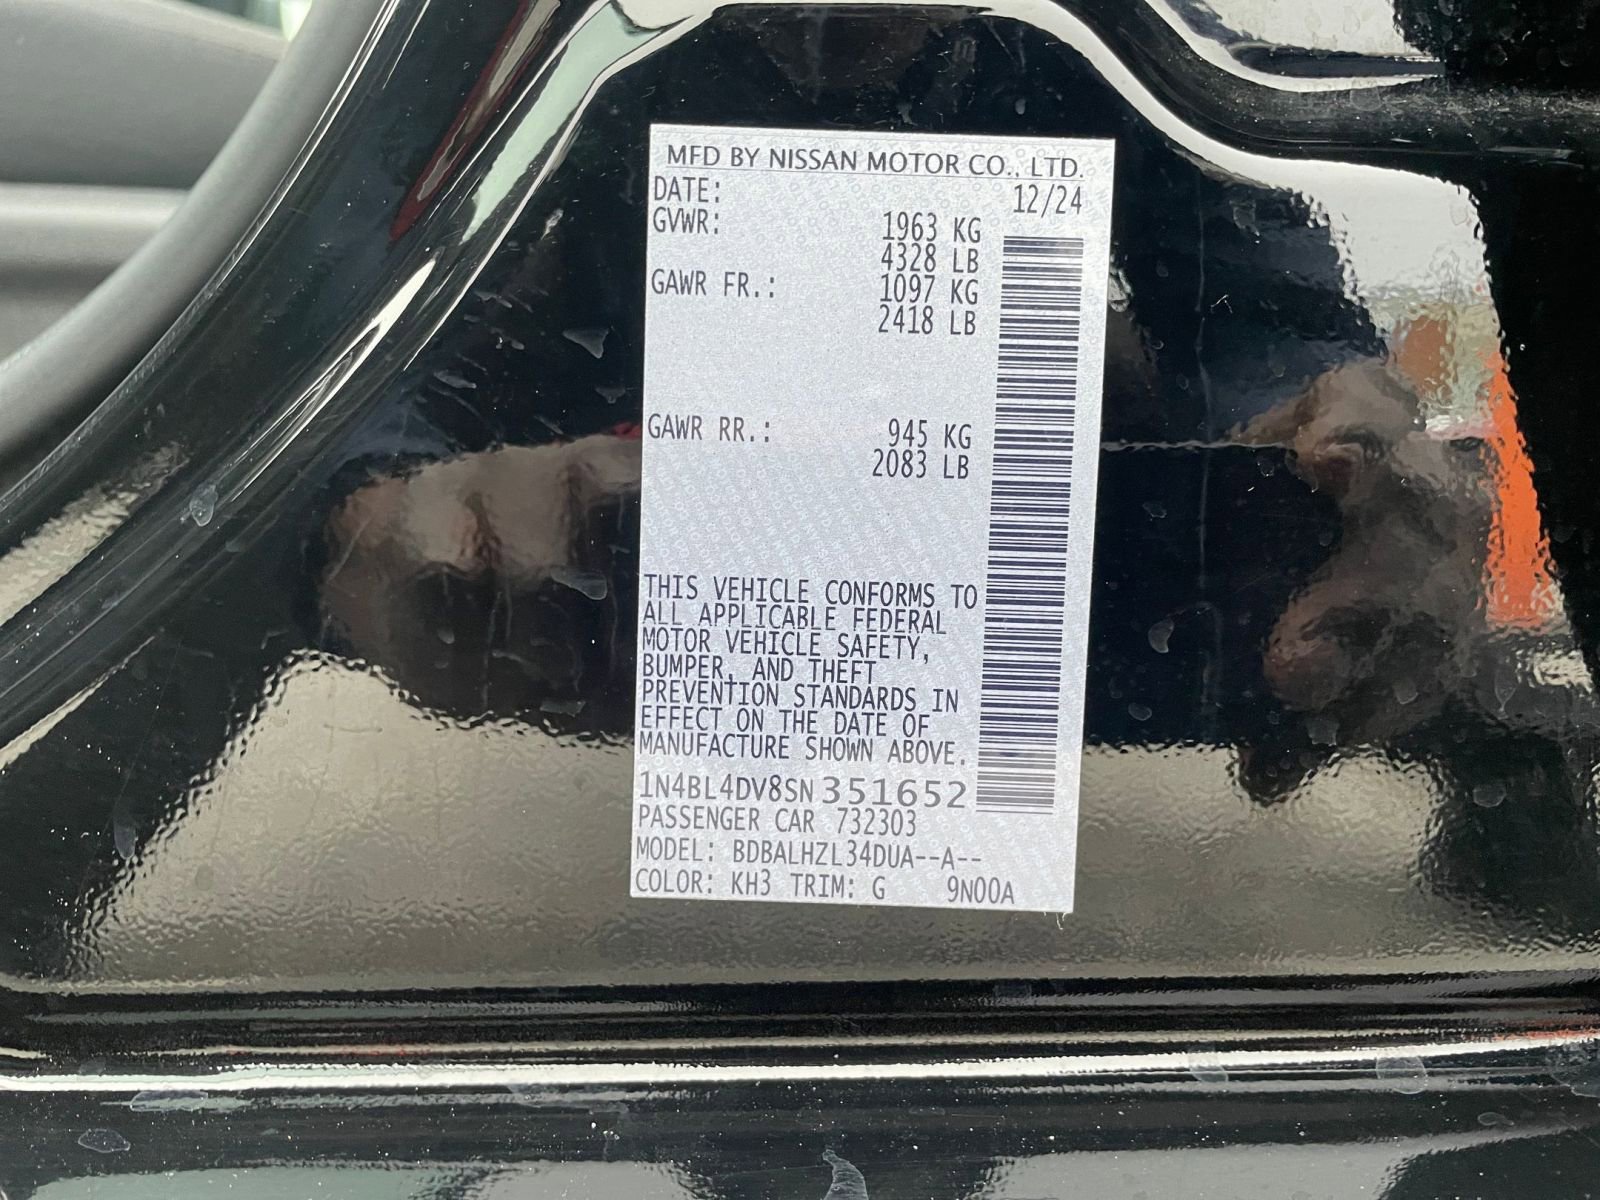 MFD BY NISSAN MOTOR CO., LTD.
DATE: 12/24
GVWR: 1963 KG
4328 LB
GAWR FR.: 1097 KG
2418 LB
GAWR RR.: 945 KG
2083 LB
THIS VEHICLE CONFORMS TO
ALL APPLICABLE FEDERAL
MOTOR VEHICLE SAFETY,
BUMPER, AND THEFT
PREVENTION STANDARDS IN
EFFECT ON THE DATE OF
MANUFACTURE SHOWN ABOVE.
1N4BL4DV8SN351652
PASSENGER CAR 732303
MODEL: BDBALHZL34DUA--A--
COLOR: KH3 TRIM: G 9N00A